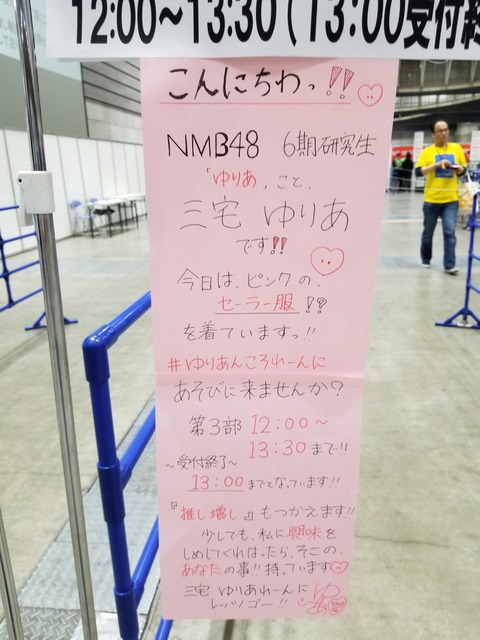 12:00~13:30(13:00受付終
こんにちわっ!!
NMB48 6期研究生
「ゆりあ」こと、
三宅 ゆりあ
です!!
今日は、ピンクの、
セーラー服!?
を着ていますっ!!
#ゆりあんころれーんに
あそびに来ませんか?
第3部 12:00~
13:30まで!!
~受付終了~
13:00までとなっています!!
『推し増し』もつかえます!!
少しでも、私に興味を
しめしてくれはったら、そこの、
あなたの事!!持っています
三宅 ゆりあれーんに
レッツゴー!!